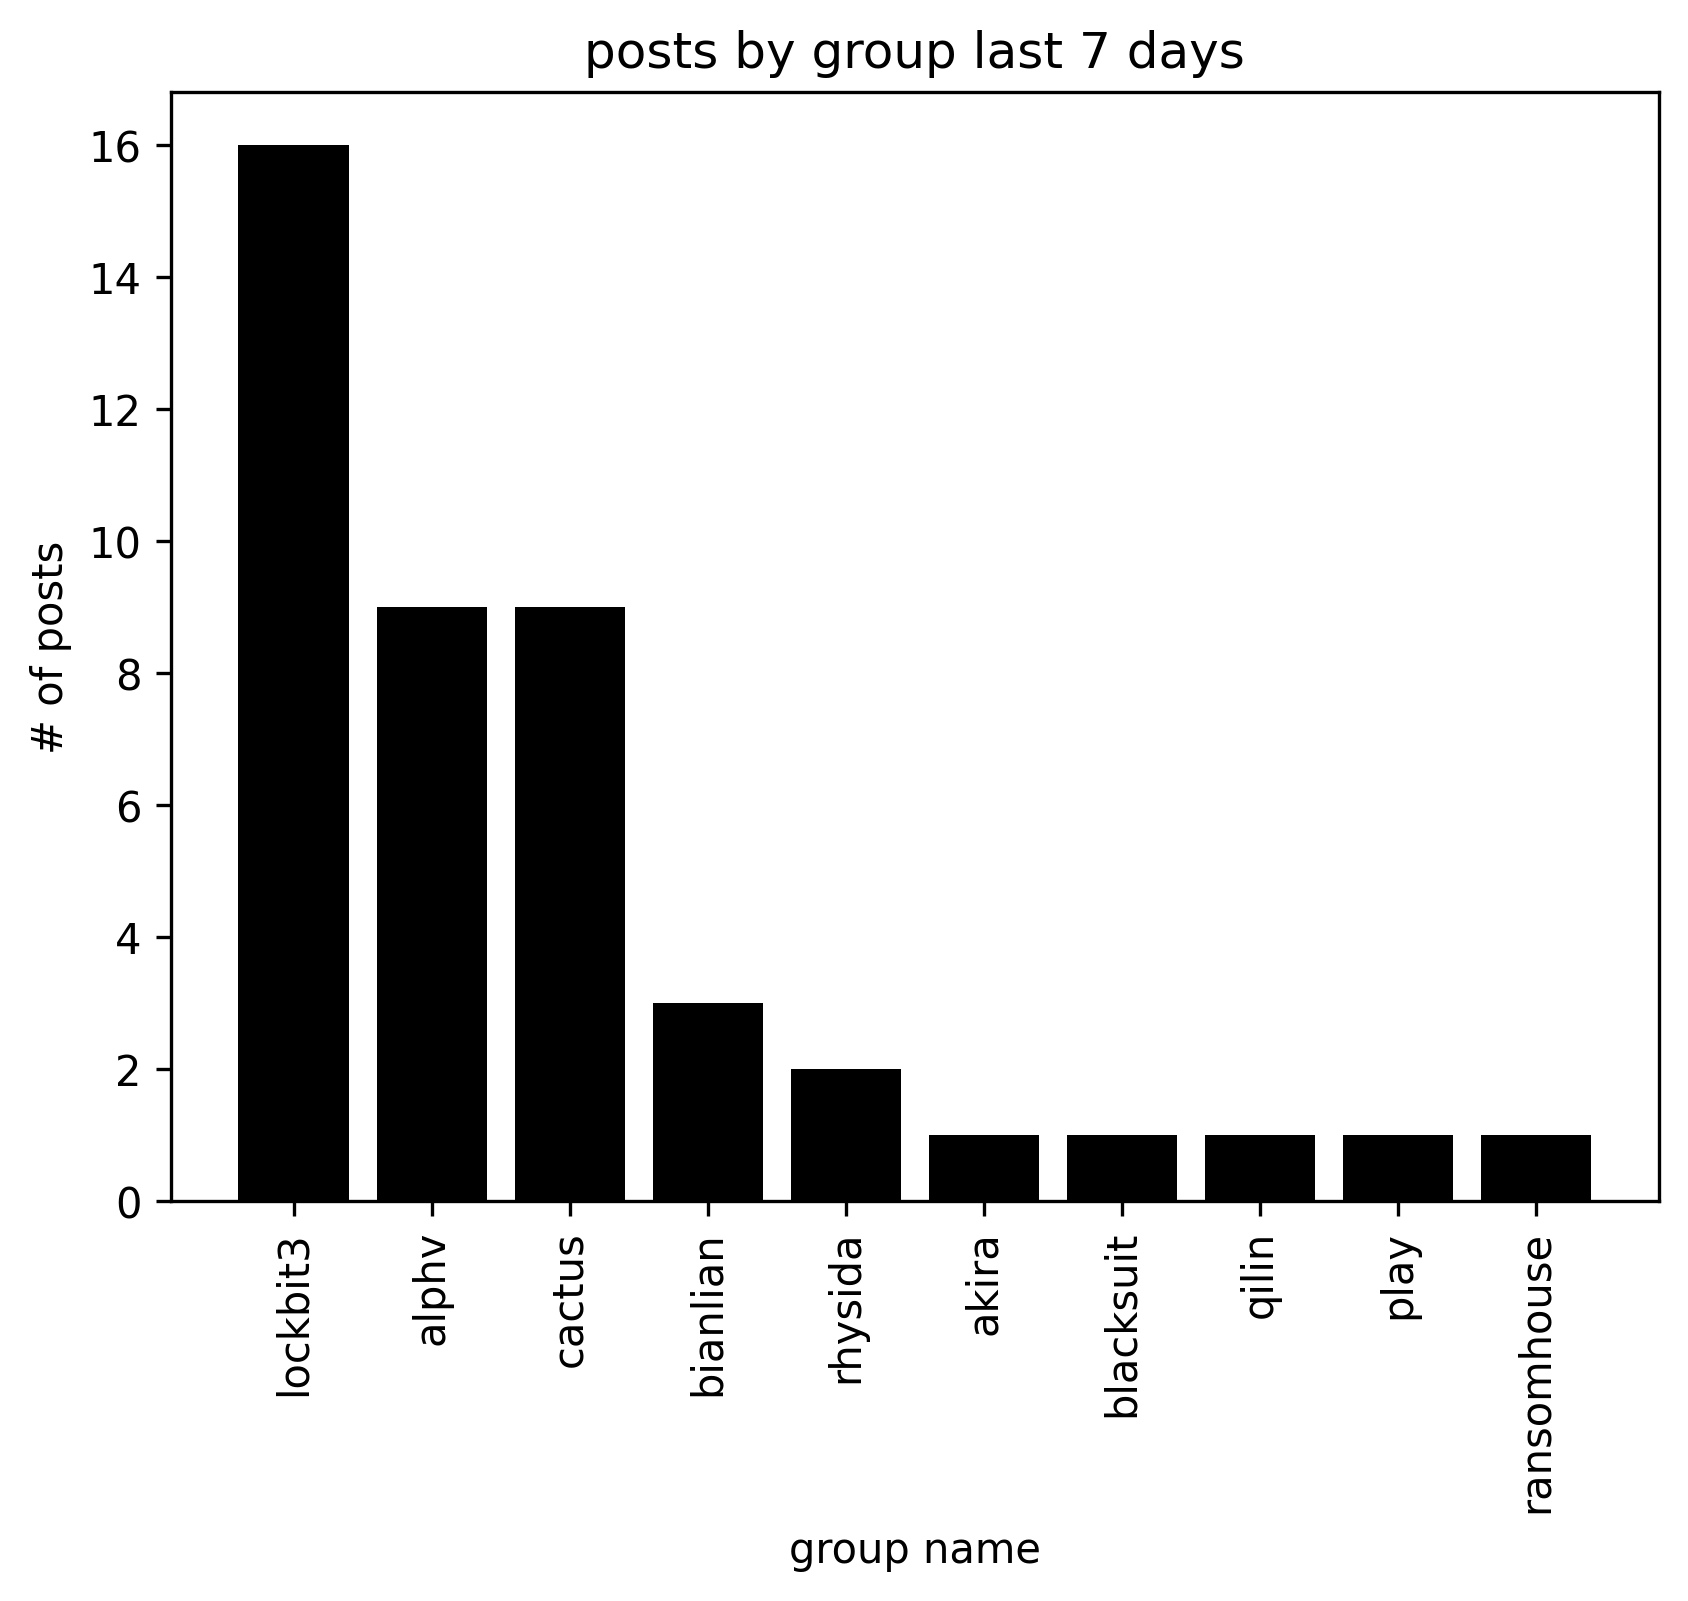 posts by group last 7 days
# of posts
16
14
12
10
8
6
4
2
0
lockbit3
alphv
cactus
bianlian
rhysida
akira
blacksuit
qilin
play
ransomhouse
group name